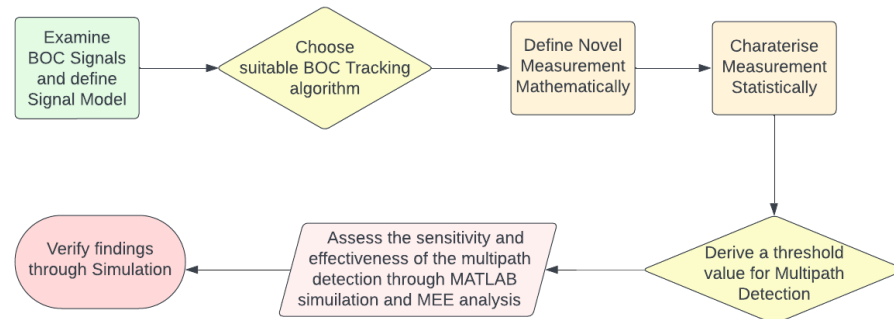 Examine
BOC Signals
and define
Signal Model
Choose
suitable BOC Tracking
algorithm
Define Novel
Measurement
Mathematically
Charaterise
Measurement
Statistically
Derive a threshold
value for Multipath
Detection
Assess the sensitivity and
effectiveness of the multipath
detection through MATLAB
simuilation and MEE analysis
Verify findings
through Simulation